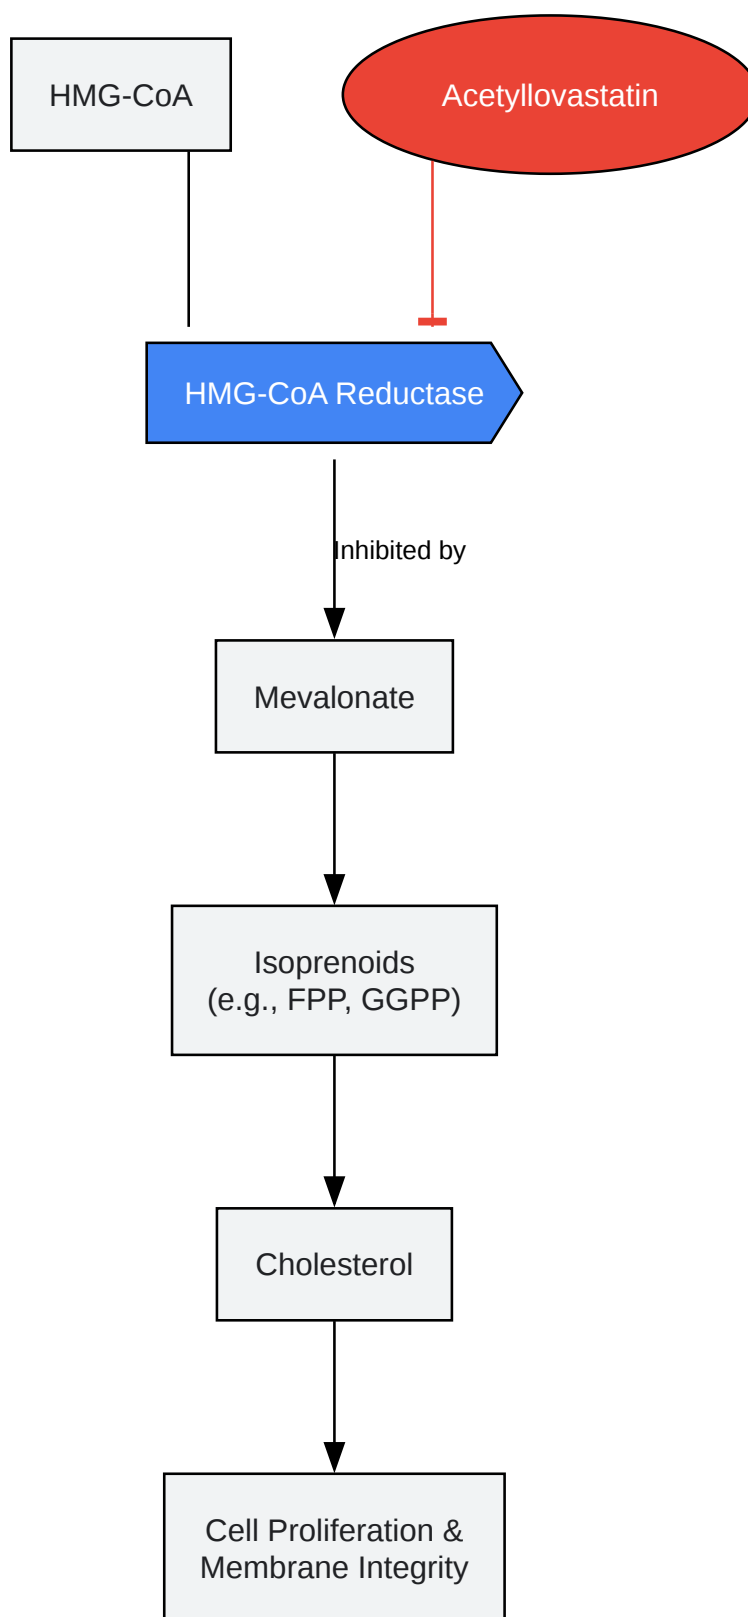 HMG-CoA
Acetyllovastatin
HMG-CoA Reductase
Inhibited by
Mevalonate
Isoprenoids
(e.g., FPP, GGPP)
Cholesterol
Cell Proliferation &
Membrane Integrity